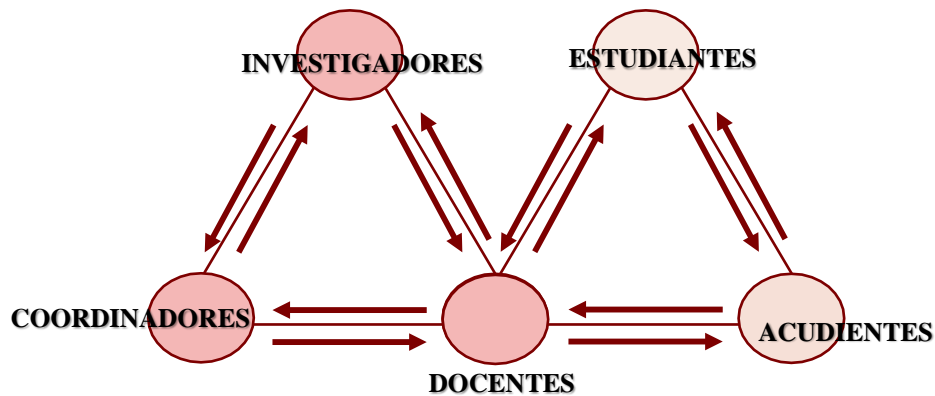 INVESTIGADORES
ESTUDIANTES
COORDINADORES
ACUDIENTES
DOCENTES